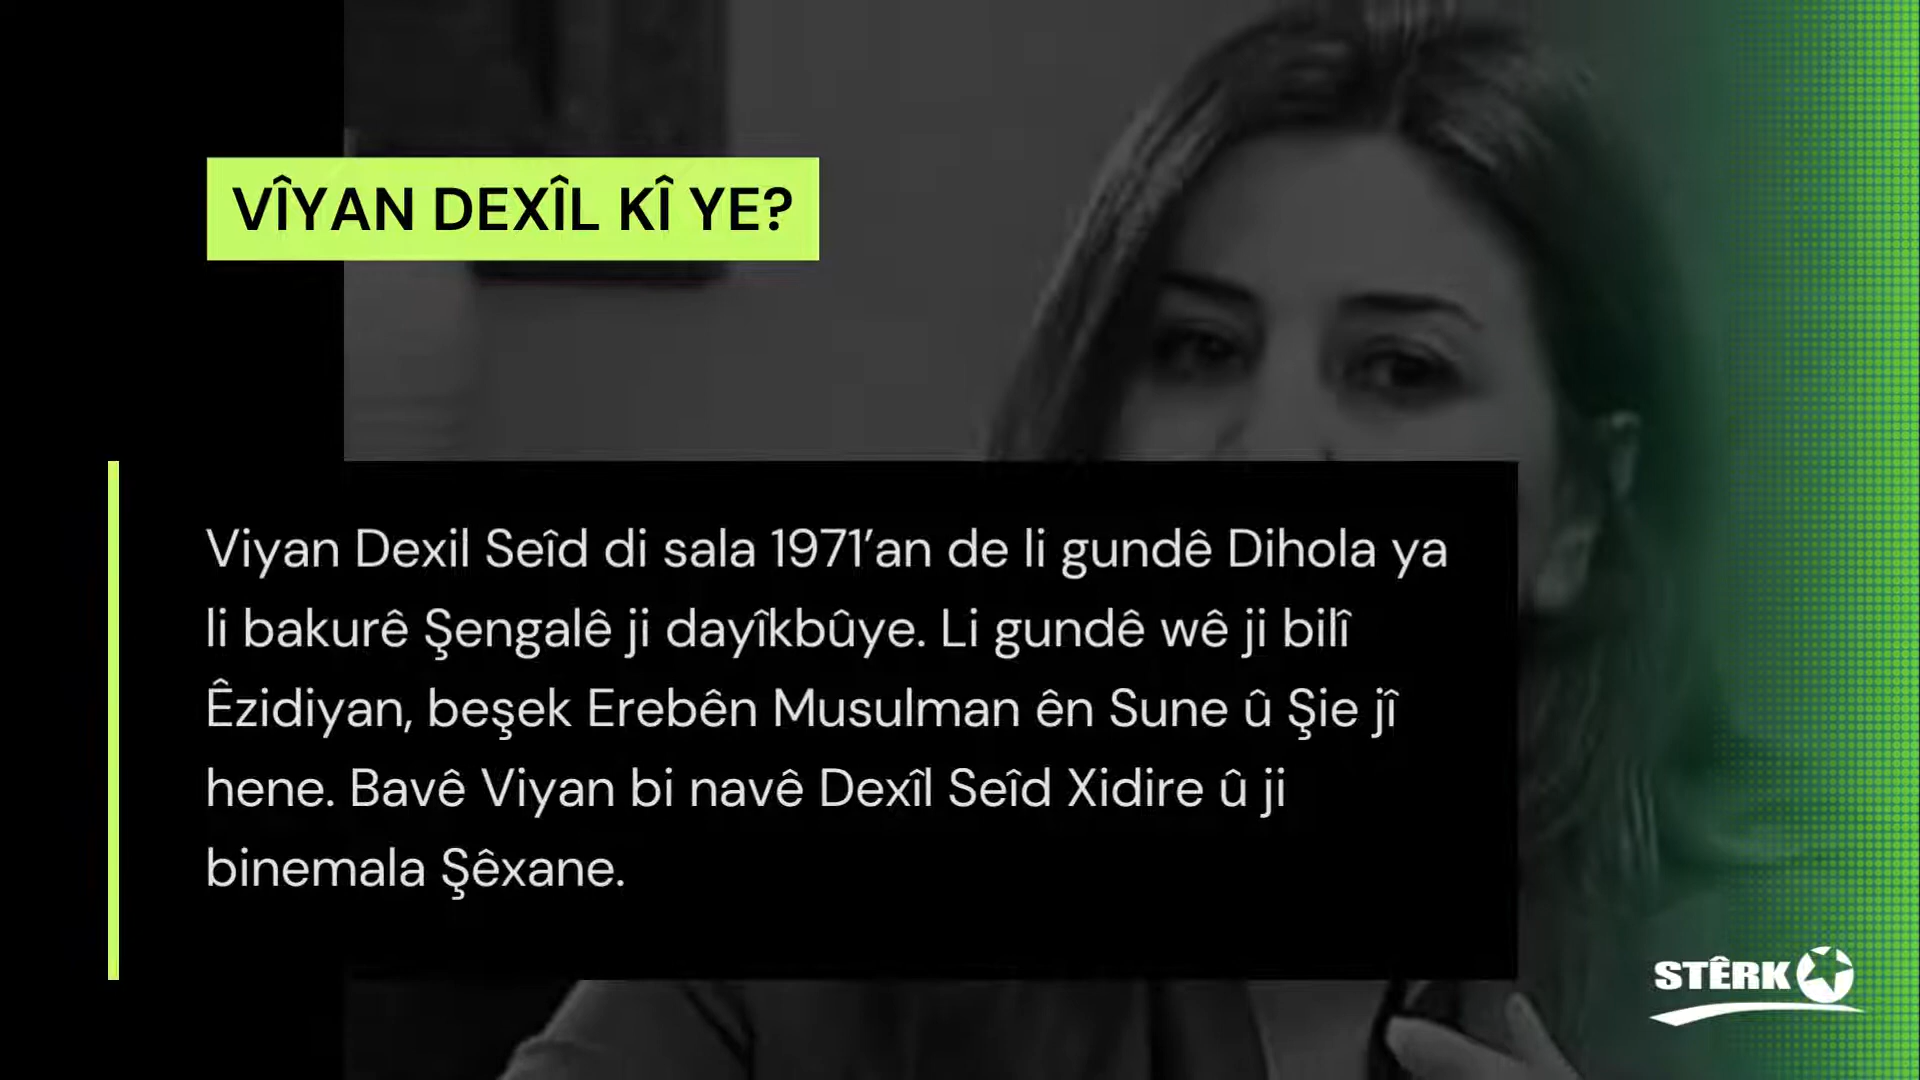 VÎYAN DEXÎL KÎ YE?
Viyan Dexil Seîd di sala 1971’an de li gundê Dihola ya
li bakurê Şengalê ji dayîkbûye. Li gundê wê ji bilî
Êzidiyan, beşek Erebên Musulman ên Sune û Şie jî
hene. Bavê Viyan bi navê Dexîl Seîd Xidire û ji
binemala Şêxane.
STÊRK